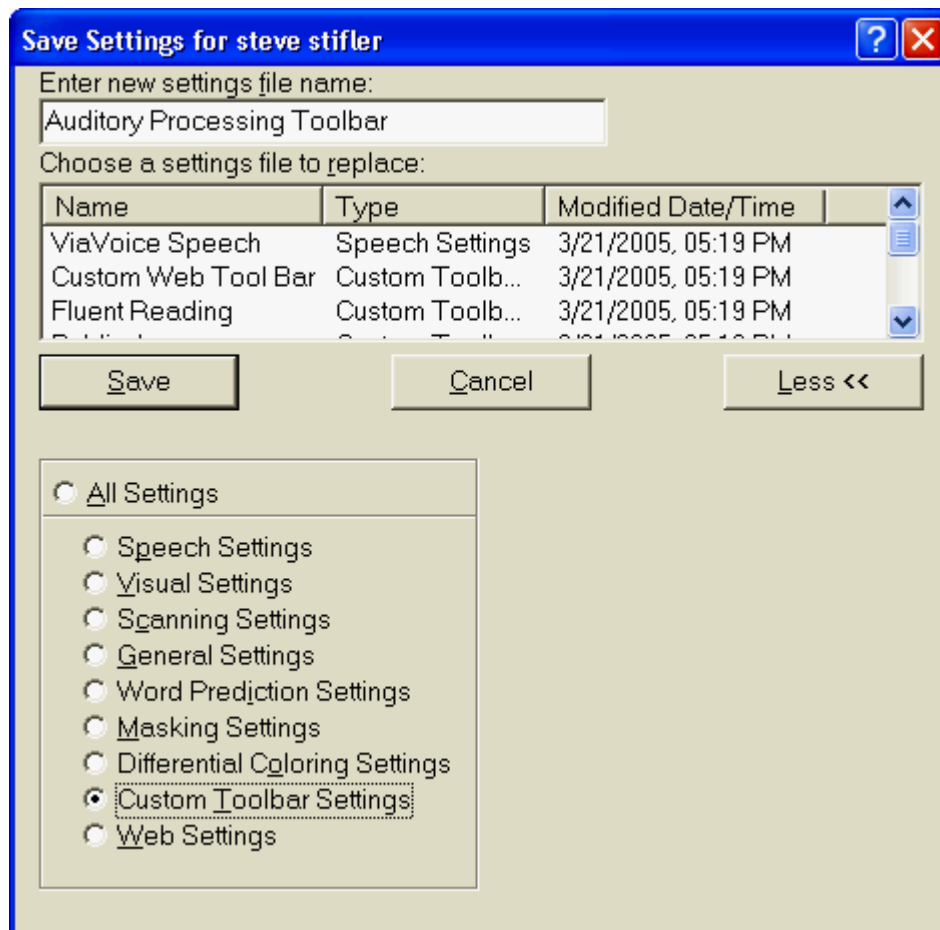 Save Settings for steve stifler
Enter new settings file name:
Auditory Processing Toolbar
Choose a settings file to replace:
Name Type Modified Date/Time
ViaVoice Speech Speech Settings 3/21/2005, 05:19 PM
Custom Web Tool Bar Custom Toolb... 3/21/2005, 05:19 PM
Fluent Reading Custom Toolb... 3/21/2005, 05:19 PM
Save Cancel Less <<
All Settings
Speech Settings
Visual Settings
Scanning Settings
General Settings
Word Prediction Settings
Masking Settings
Differential Coloring Settings
Custom Toolbar Settings
Web Settings